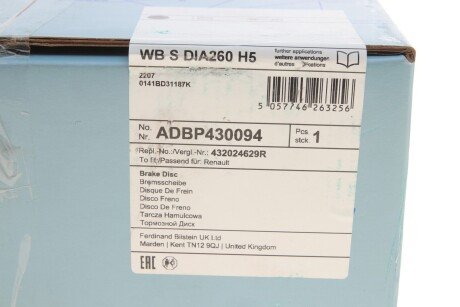 WB S DIA260 H5
further applications
weitere anwendungen
d'autres applications
2207
0141BD31187K
5 057746 263256
No.
Nr. ADBP430094 Pcs
stck. 1
Repl.-No./Vergl.-Nr.: 432024629R
To fit/Passend für: Renault
Brake Disc
Bremsscheibe
Disque De Frein
Disco Freno
Disco De Freno
Tarcza Hamulcowa
Тормозной Диск
Ferdinand Bilstein UK Ltd
Marden | Kent TN12 9QJ | United Kingdom
EAC